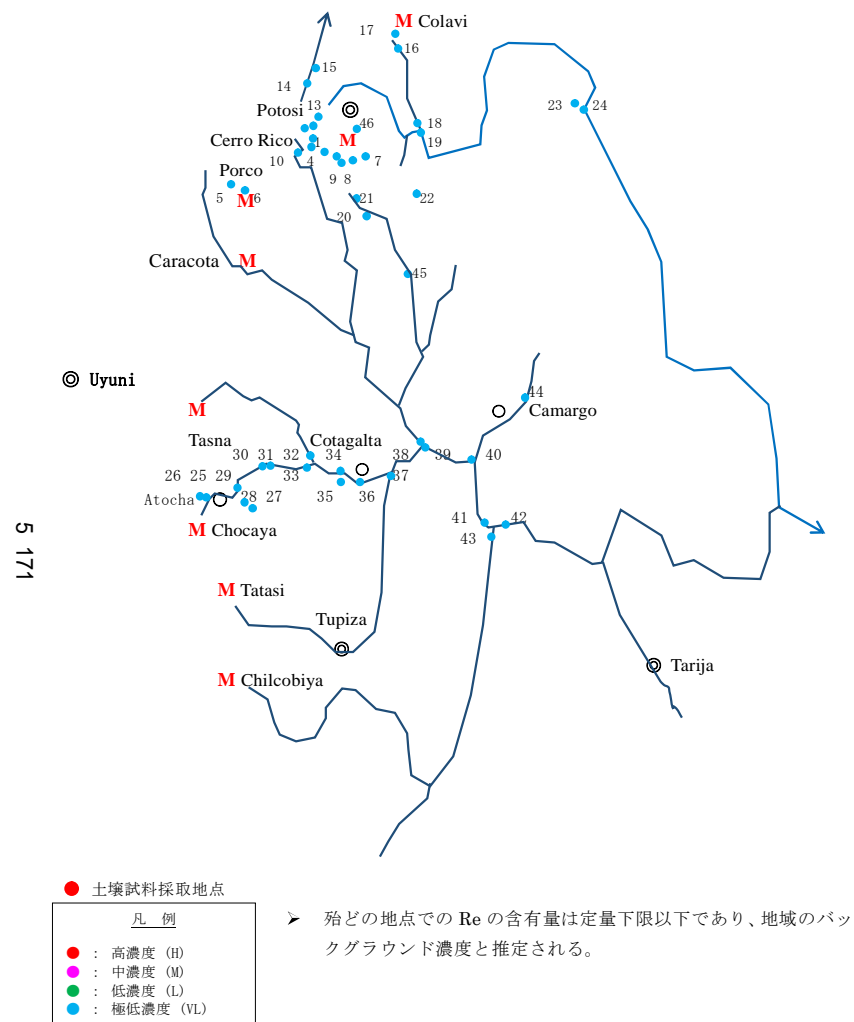 17 M Colavi
16
15
14
Potosi 13
46
18
23 24
Cerro Rico 1 M
19
10 4 7
Porco
9 8
5 6
M
21
22
20
Caracota M
45
Uyuni
M
44
Camargo
Tasna
Cotagalta
30 31 32 34 38 39 40
26 25 29 33
37
Atocha 28 27 35 36
M Chocaya
41 42
43
M Tatasi
Tupiza
Tarija
M Chilcobiya
5 171
土壌試料採取地点
凡 例
： 高濃度 (H)
： 中濃度 (M)
： 低濃度 (L)
： 極低濃度 (VL)
➢ 殆どの地点での Re の含有量は定量下限以下であり、地域のバッ
クグラウンド濃度と推定される。